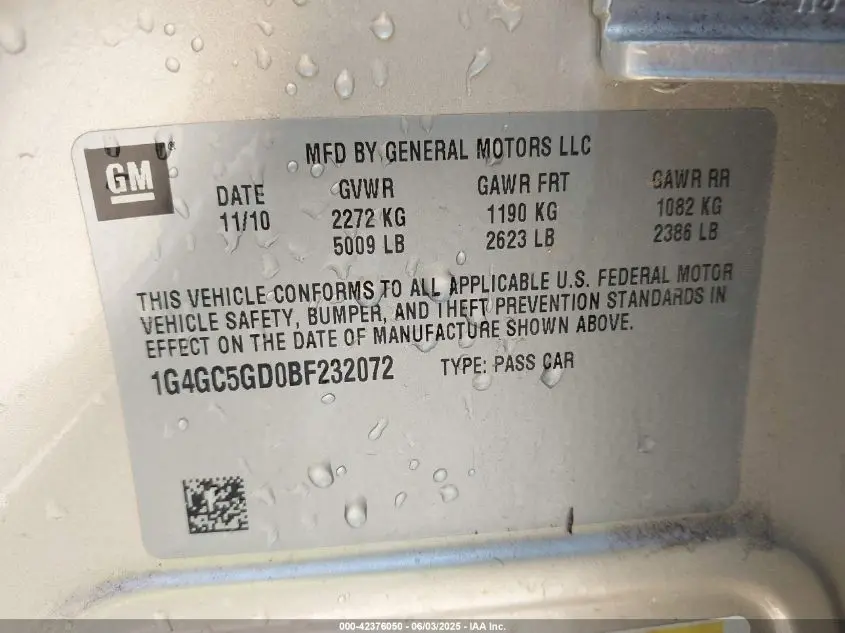 GM
MFD BY GENERAL MOTORS LLC
DATE GVWR GAWR FRT GAWR RR
11/10 2272 KG 1190 KG 1082 KG
5009 LB 2623 LB 2386 LB
THIS VEHICLE CONFORMS TO ALL APPLICABLE U.S. FEDERAL MOTOR
VEHICLE SAFETY, BUMPER, AND THEFT PREVENTION STANDARDS IN
EFFECT ON THE DATE OF MANUFACTURE SHOWN ABOVE.
1G4GC5GD0BF232072 TYPE: PASS CAR
000-42376050 - 06/03/2025 - IAA Inc.